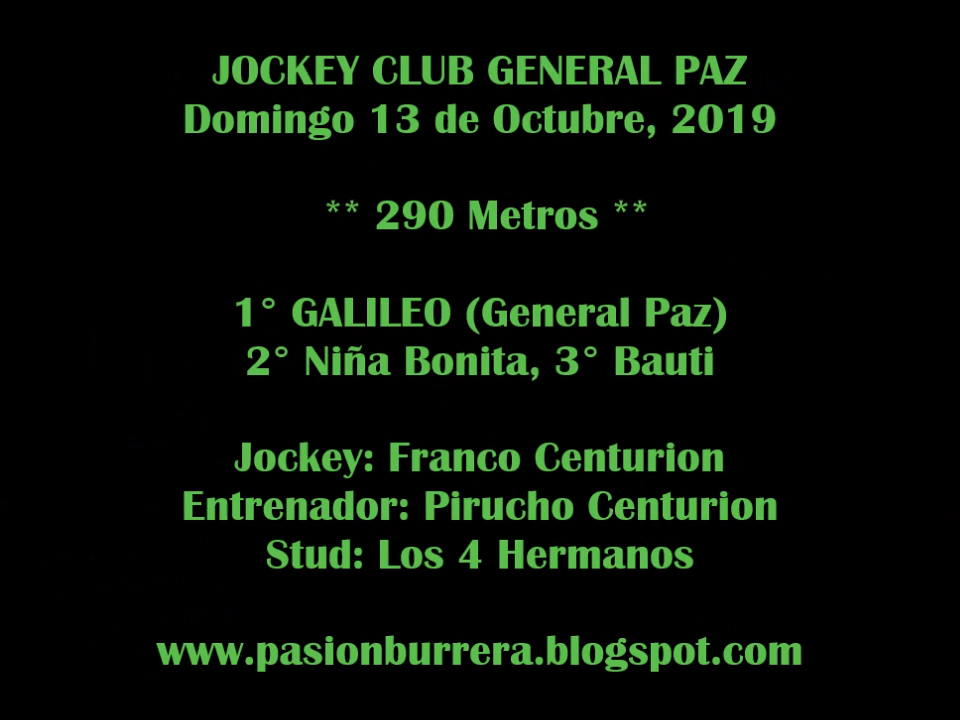 JOCKEY CLUB GENERAL PAZ
Domingo 13 de Octubre, 2019
** 290 Metros **
1° GALILEO (General Paz)
2° Niña Bonita, 3° Bauti
Jockey: Franco Centurion
Entrenador: Pirucho Centurion
Stud: Los 4 Hermanos
www.pasionburrera.blogspot.com